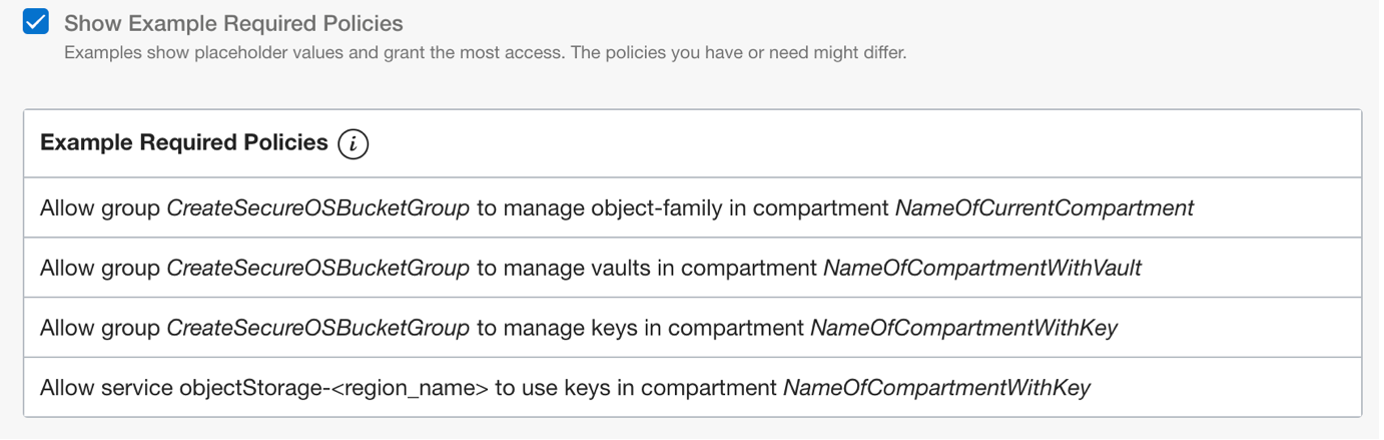 Show Example Required Policies
Examples show placeholder values and grant the most access. The policies you have or need might differ.
Example Required Policies i
Allow group CreateSecureOSBucketGroup to manage object-family in compartment NameOfCurrentCompartment
Allow group CreateSecureOSBucketGroup to manage vaults in compartment NameOfCompartmentWithVault
Allow group CreateSecureOSBucketGroup to manage keys in compartment NameOfCompartmentWithKey
Allow service objectStorage-<region_name> to use keys in compartment NameOfCompartmentWithKey